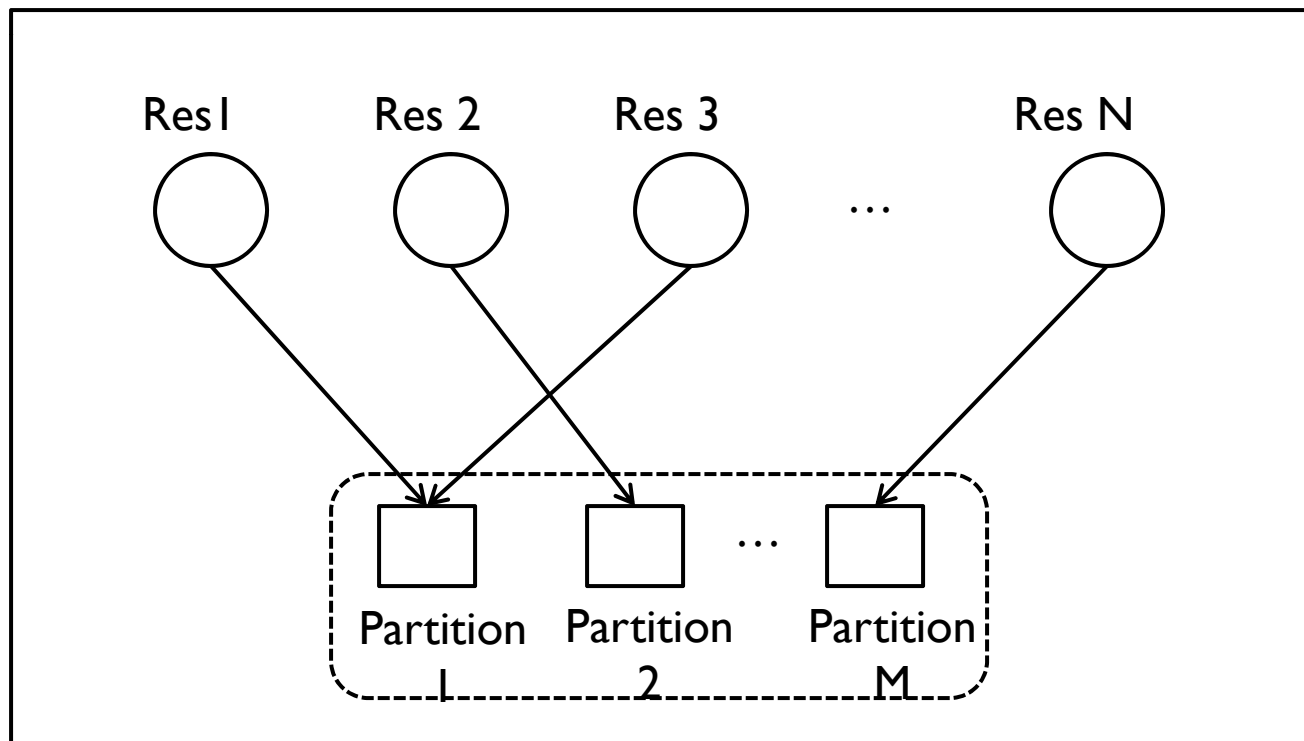 Res1 Res 2 Res 3 Res N
...
Partition Partition ... Partition
1 2 M